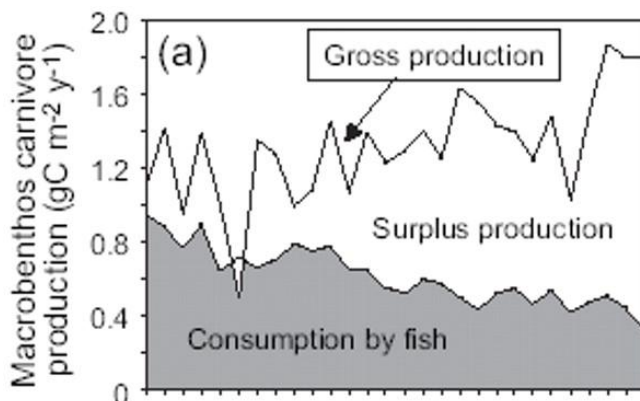 (a)
Gross production
Surplus production
Consumption by fish
Macrobenthos carnivore
production (gC m-2 y-1)
2.0
1.6
1.2
0.8
0.4
0